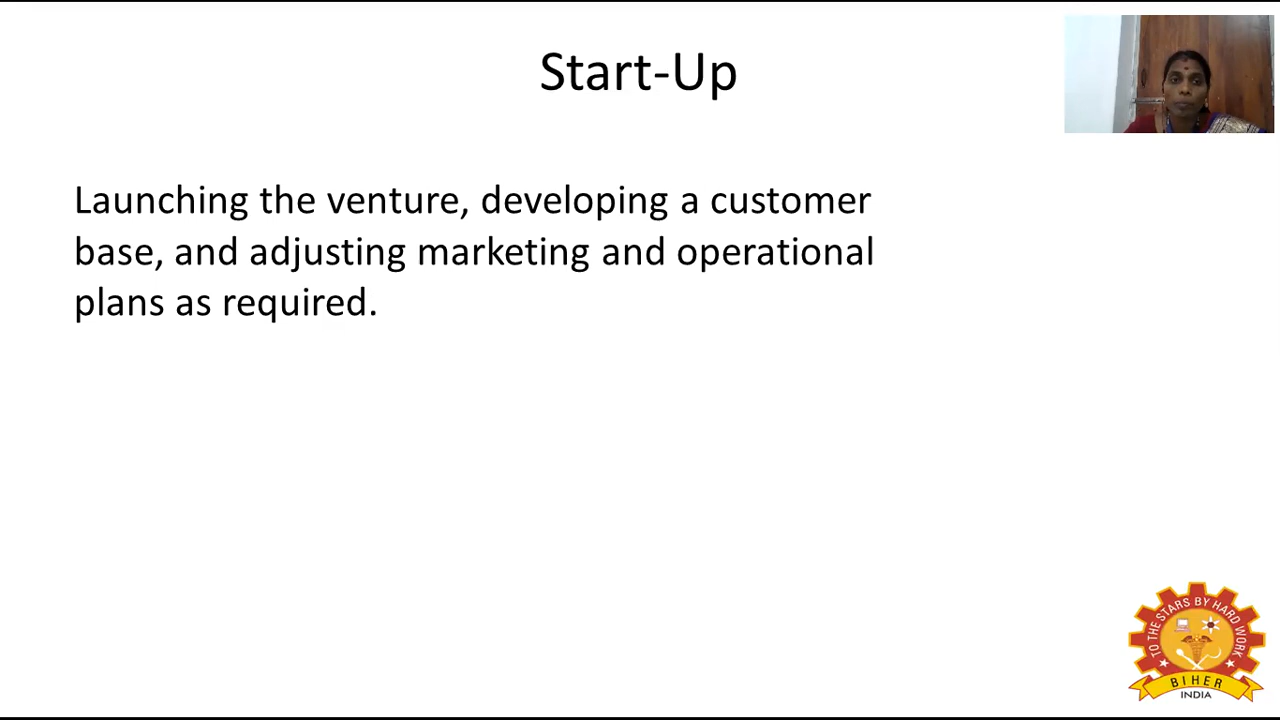 Start-Up
Launching the venture, developing a customer
base, and adjusting marketing and operational
plans as required.
TO THE STARS BY HARD WORK
BIHER
INDIA